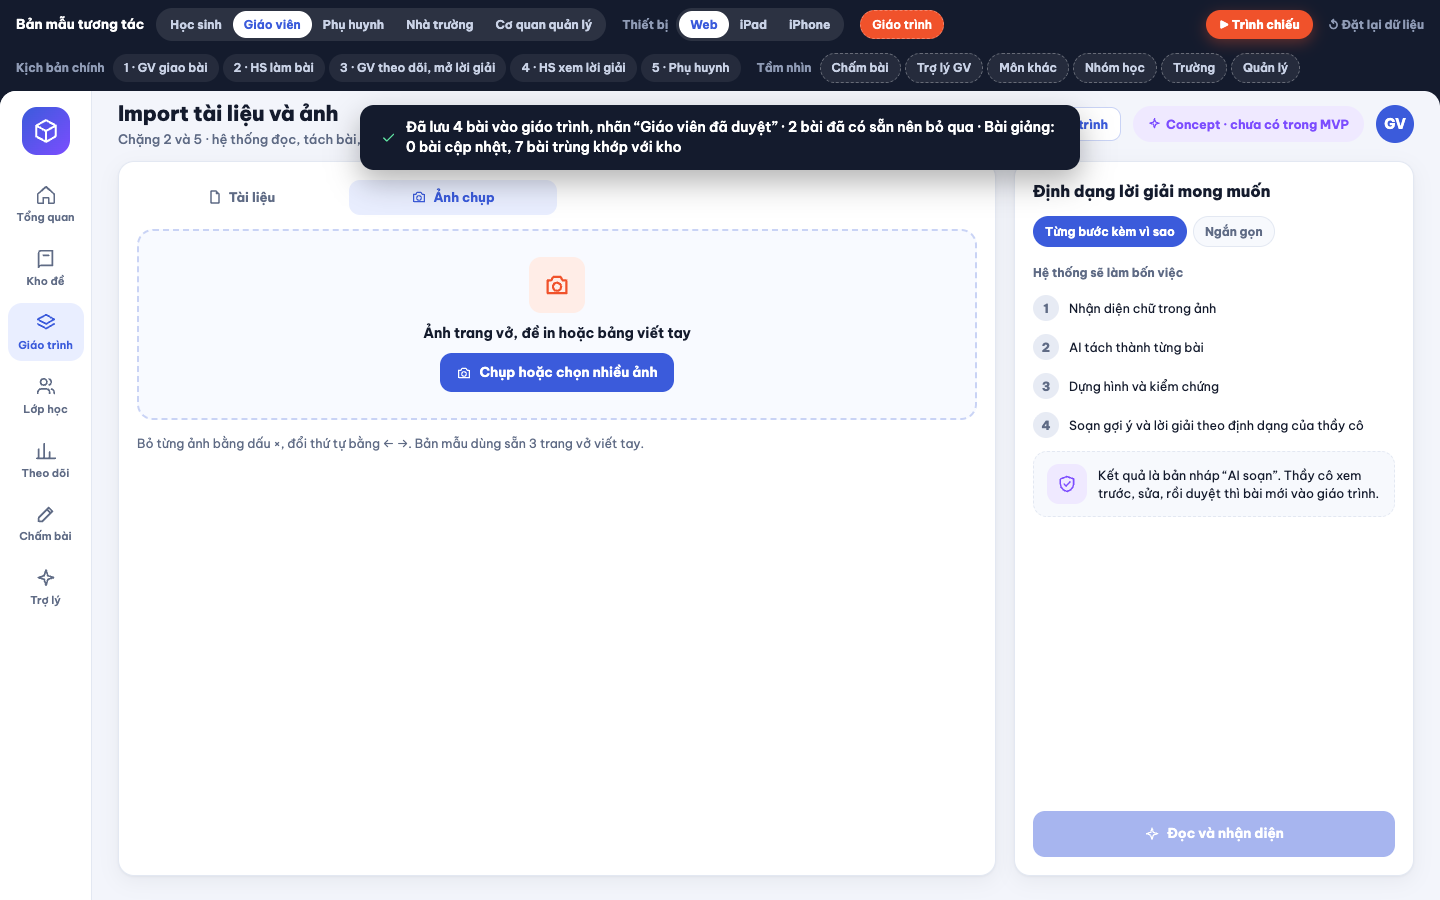 Bản mẫu tương tác
Học sinh
Giáo viên
Phụ huynh
Nhà trường
Cơ quan quản lý
Thiết bị
Web
iPad
iPhone
Giáo trình
Trình chiếu
Đặt lại dữ liệu
Kịch bản chính
1 · GV giao bài
2 · HS làm bài
3 · GV theo dõi, mở lời giải
4 · HS xem lời giải
5 · Phụ huynh
Tầm nhìn
Chấm bài
Trợ lý GV
Môn khác
Nhóm học
Trường
Quản lý
Import tài liệu và ảnh
Chặng 2 và 5 · hệ thống đọc, tách bài,
Đã lưu 4 bài vào giáo trình, nhãn “Giáo viên đã duyệt” · 2 bài đã có sẵn nên bỏ qua · Bài giảng:
0 bài cập nhật, 7 bài trùng khớp với kho
trình
Concept · chưa có trong MVP
GV
Tổng quan
Kho đề
Giáo trình
Lớp học
Theo dõi
Chấm bài
Trợ lý
Tài liệu
Ảnh chụp
Ảnh trang vở, đề in hoặc bảng viết tay
Chụp hoặc chọn nhiều ảnh
Bỏ từng ảnh bằng dấu ×, đổi thứ tự bằng ← →. Bản mẫu dùng sẵn 3 trang vở viết tay.
Định dạng lời giải mong muốn
Từng bước kèm vì sao
Ngắn gọn
Hệ thống sẽ làm bốn việc
1 Nhận diện chữ trong ảnh
2 AI tách thành từng bài
3 Dựng hình và kiểm chứng
4 Soạn gợi ý và lời giải theo định dạng của thầy cô
Kết quả là bản nháp “AI soạn”. Thầy cô xem
trước, sửa, rồi duyệt thì bài mới vào giáo trình.
Đọc và nhận diện